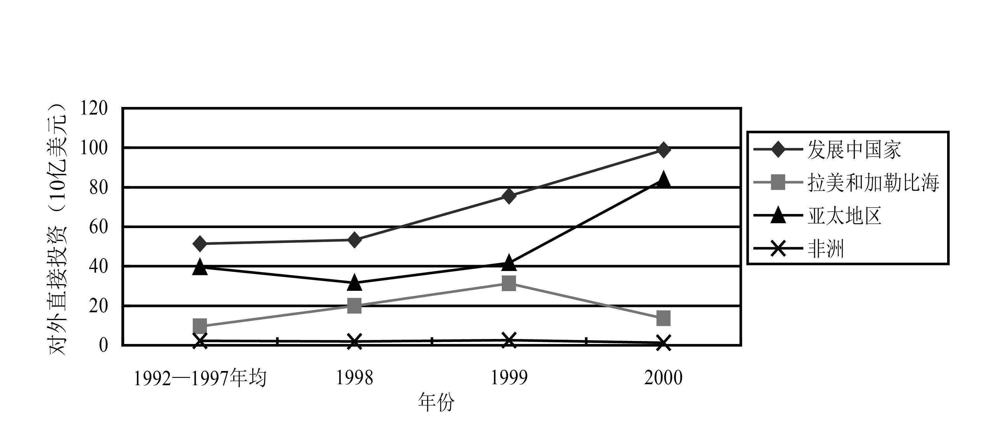 对外直接投资（10亿美元）
120
100
80
60
40
20
0
1992—1997年均
1998
1999
2000
年份
发展中国家
拉美和加勒比海
亚太地区
非洲